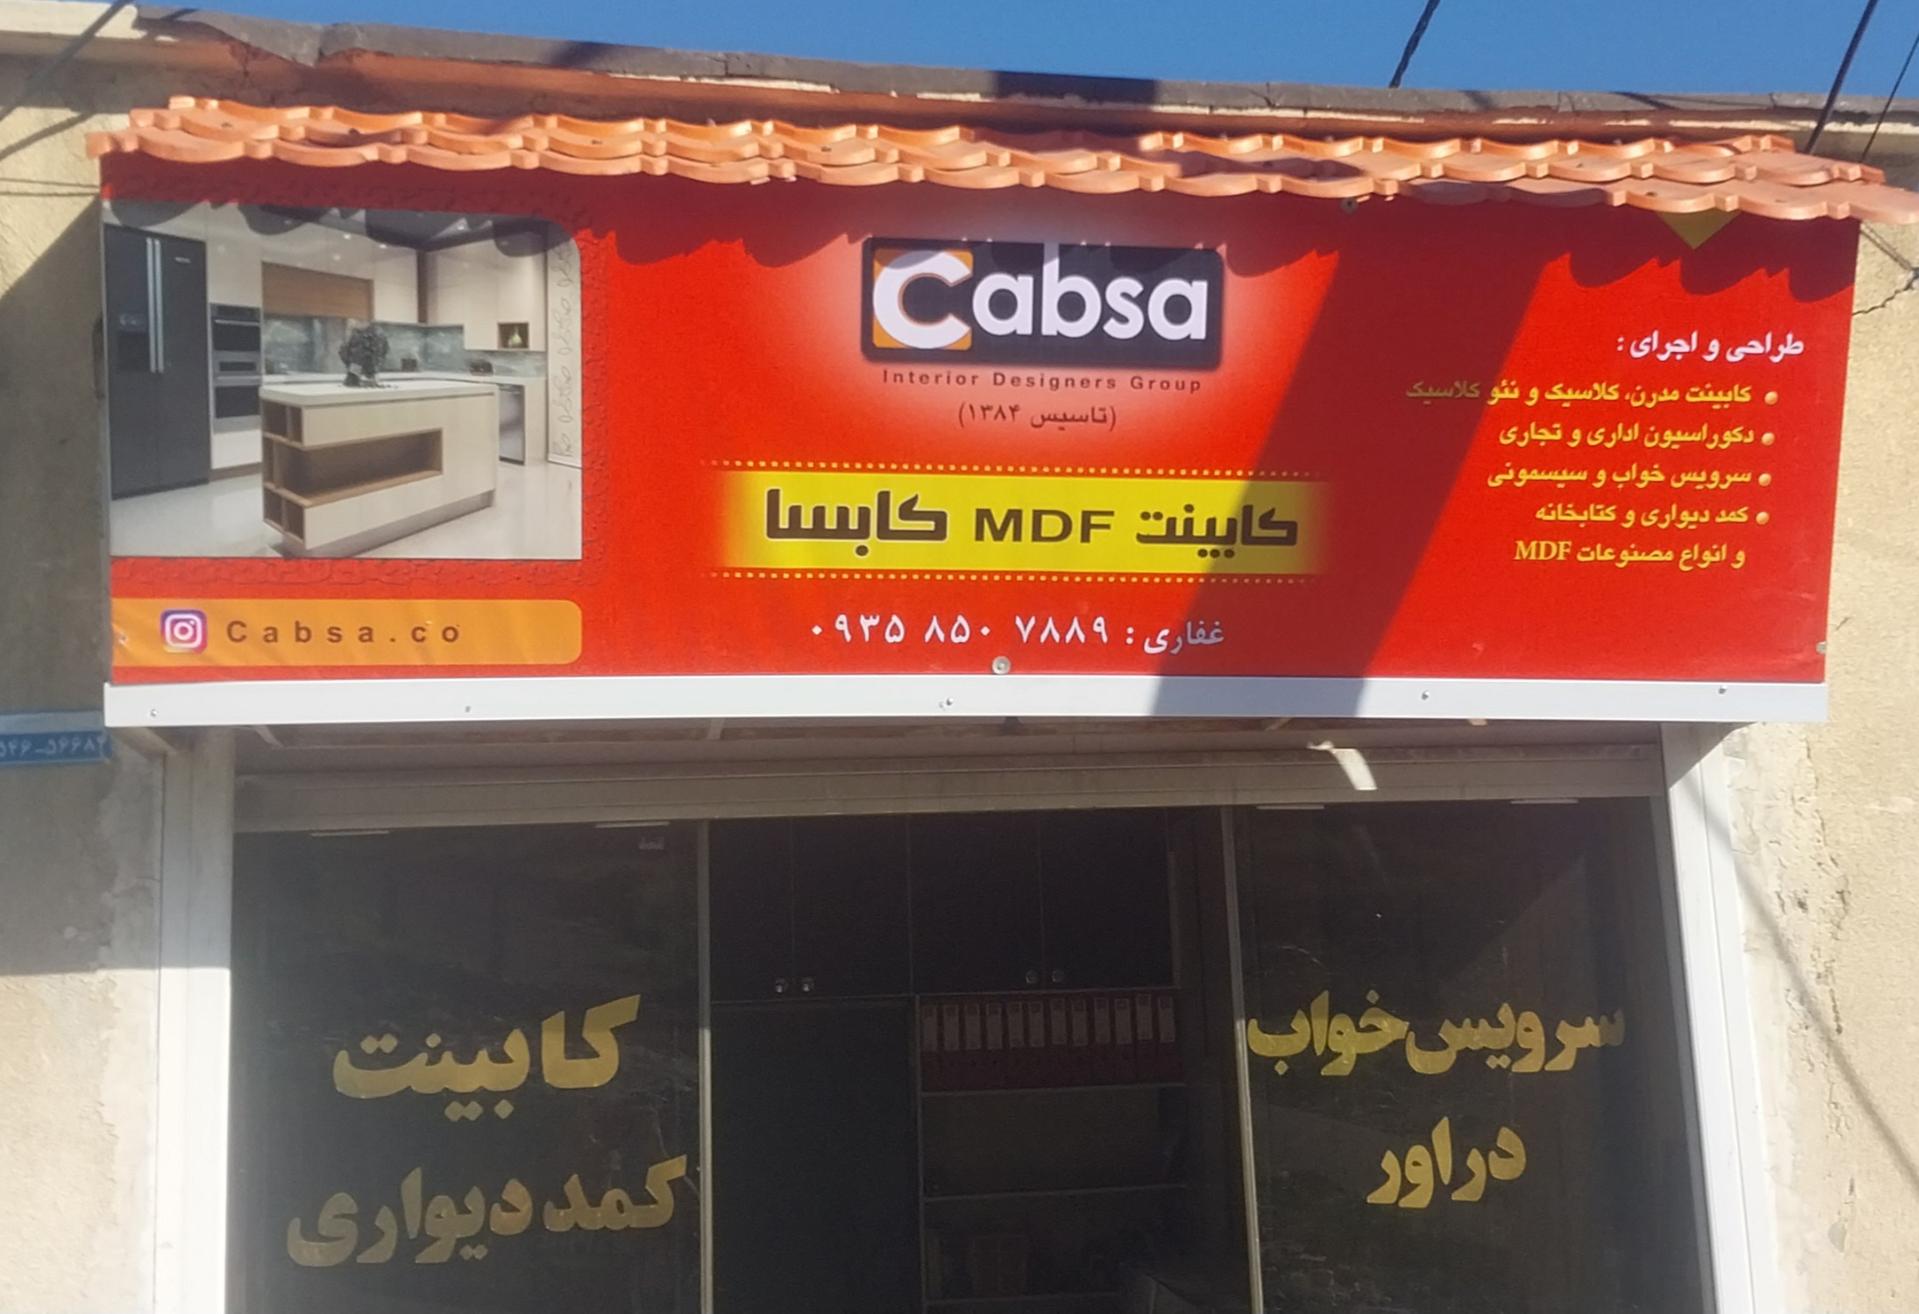 Cabsa
Interior Designers Group
(تاسیس ۱۳۸۴)
کابینت MDF کابسا
غفاری : ۰۹۳۵ ۸۵۰ ۷۸۸۹
طراحی و اجرای :
کابینت مدرن، کلاسیک و نئو کلاسیک
دکوراسیون اداری و تجاری
سرویس خواب و سیسمونی
کمد دیواری و کتابخانه
و انواع مصنوعات MDF
Cabsa.co
سرویس خواب
دراور
کابینت
کمد دیواری